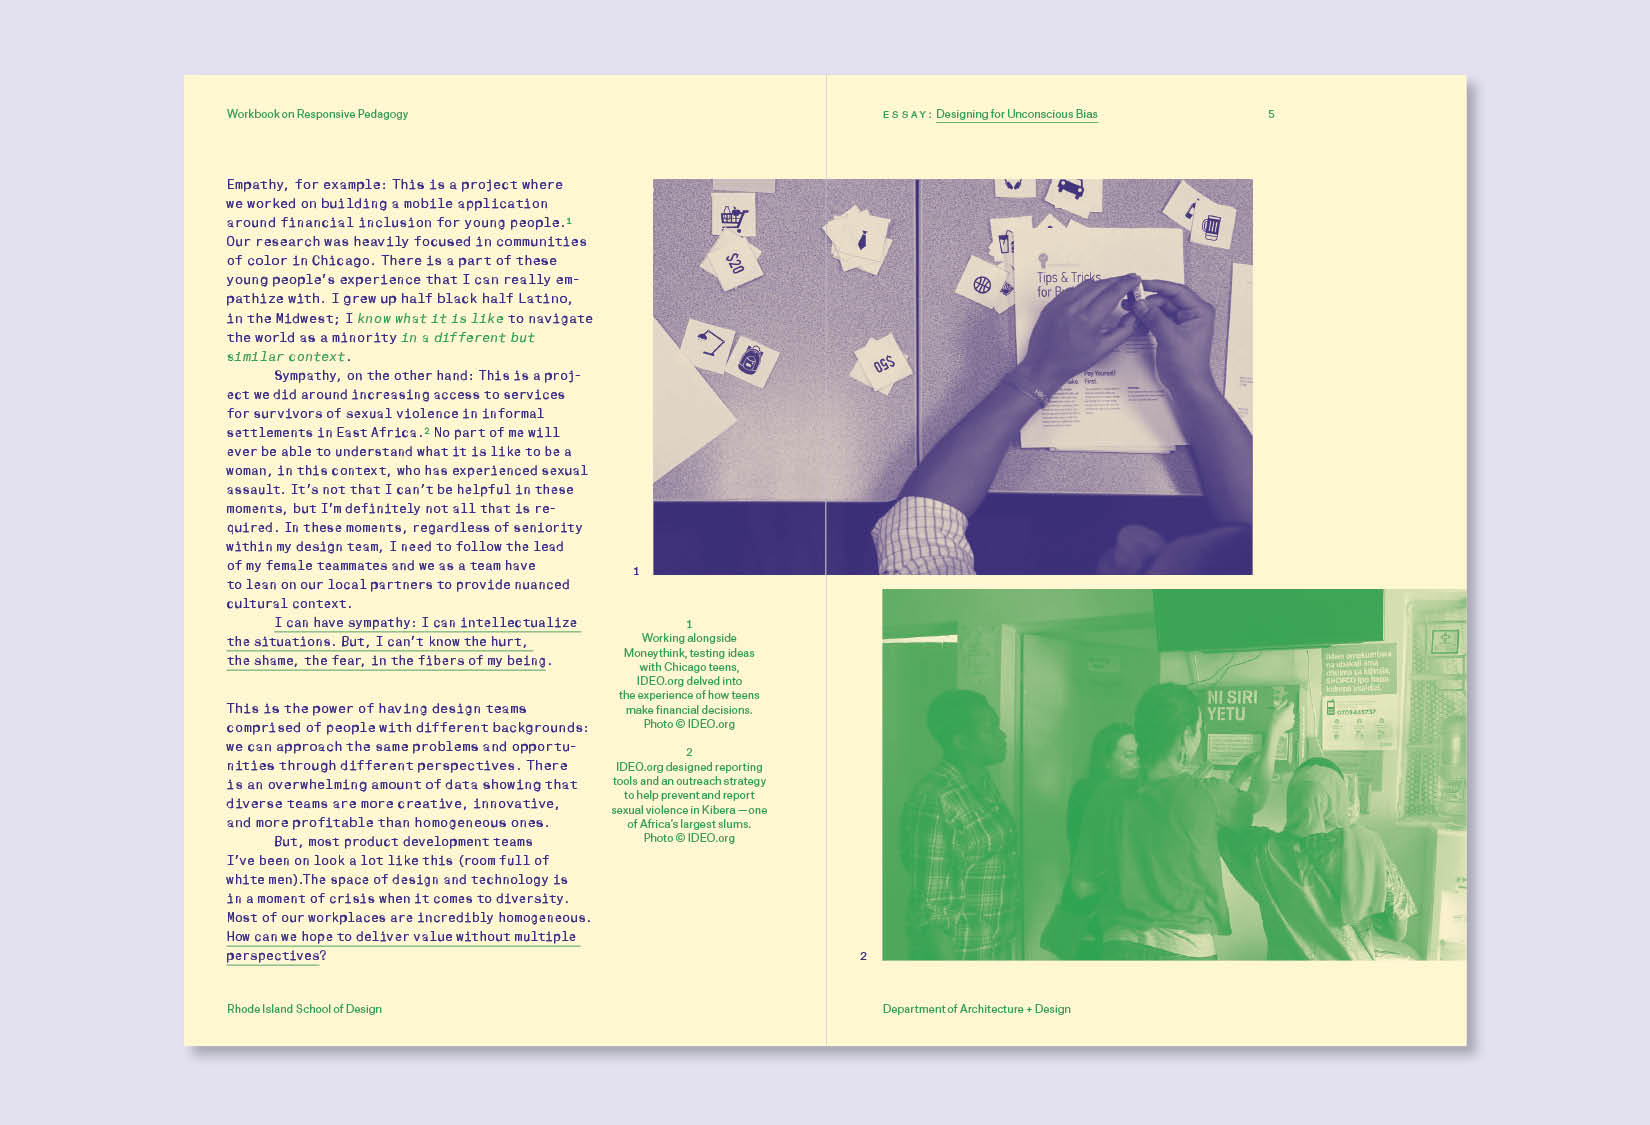 Workbook on Responsive Pedagogy
ESSAY: Designing for Unconscious Bias
5
Empathy, for example: This is a project where
we worked on building a mobile application
around financial inclusion for young people.1
Our research was heavily focused in communities
of color in Chicago. There is a part of these
young people's experience that I can really em-
pathize with. I grew up half black half Latino,
in the Midwest; I know what it is like to navigate
the world as a minority in a different but
similar context.
Sympathy, on the other hand: This is a proj-
ect we did around increasing access to services
for survivors of sexual violence in informal
settlements in East Africa.2 No part of me will
ever be able to understand what it is like to be a
woman, in this context, who has experienced sexual
assault. It's not that I can't be helpful in these
moments, but I'm definitely not all that is re-
quired. In these moments, regardless of seniority
within my design team, I need to follow the lead
of my female teammates and we as a team have
to lean on our local partners to provide nuanced
cultural context.
I can have sympathy: I can intellectualize
the situations. But, I can't know the hurt,
the shame, the fear, in the fibers of my being.
This is the power of having design teams
comprised of people with different backgrounds:
we can approach the same problems and opportu-
nities through different perspectives. There
is an overwhelming amount of data showing that
diverse teams are more creative, innovative,
and more profitable than homogeneous ones.
But, most product development teams
I've been on look a lot like this (room full of
white men).The space of design and technology is
in a moment of crisis when it comes to diversity.
Most of our workplaces are incredibly homogeneous.
How can we hope to deliver value without multiple
perspectives?
$20
$50
Tips & Tricks
for
Pay Yourself
First.
1
1
Working alongside
Moneythink, testing ideas
with Chicago teens,
IDEO.org delved into
the experience of how teens
make financial decisions.
Photo © IDEO.org
2
IDEO.org designed reporting
tools and an outreach strategy
to help prevent and report
sexual violence in Kibera —one
of Africa's largest slums.
Photo © IDEO.org
NI SIRI
YETU
2
Rhode Island School of Design
Department of Architecture + Design